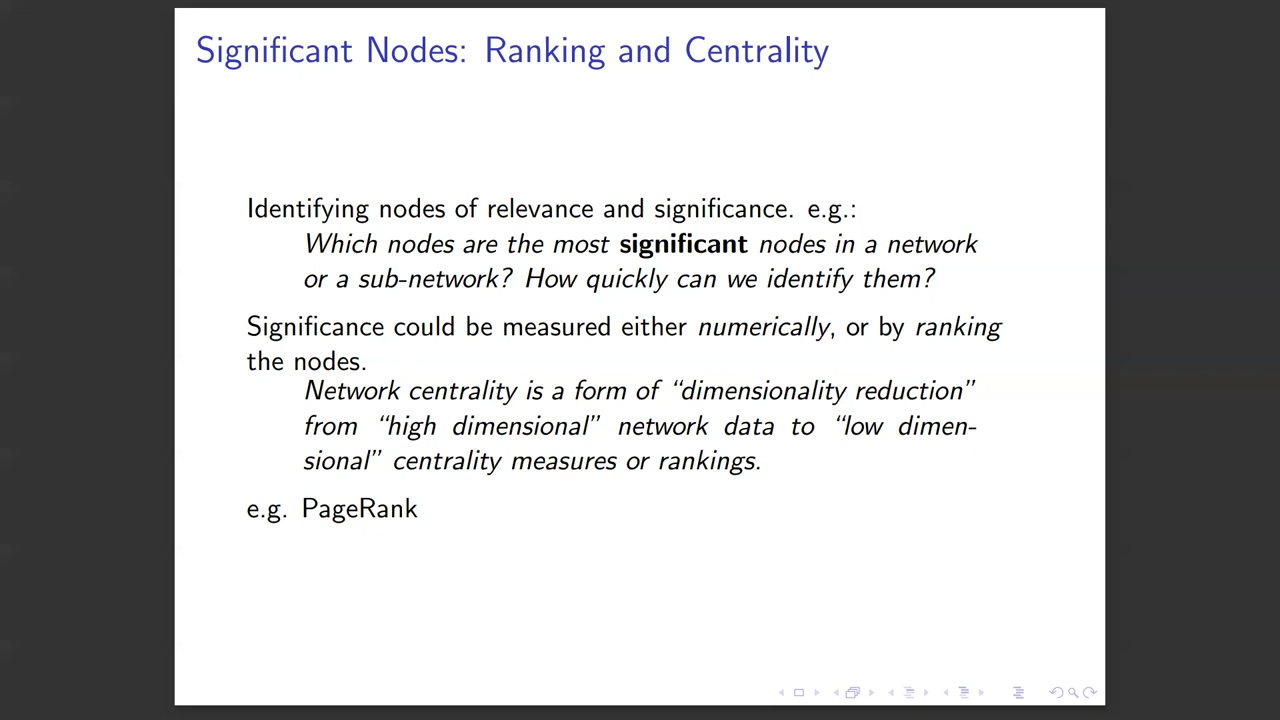 Significant Nodes: Ranking and Centrality
Identifying nodes of relevance and significance. e.g.:
Which nodes are the most significant nodes in a network
or a sub-network? How quickly can we identify them?
Significance could be measured either numerically, or by ranking
the nodes.
Network centrality is a form of “dimensionality reduction”
from “high dimensional” network data to “low dimen-
sional” centrality measures or rankings.
e.g. PageRank